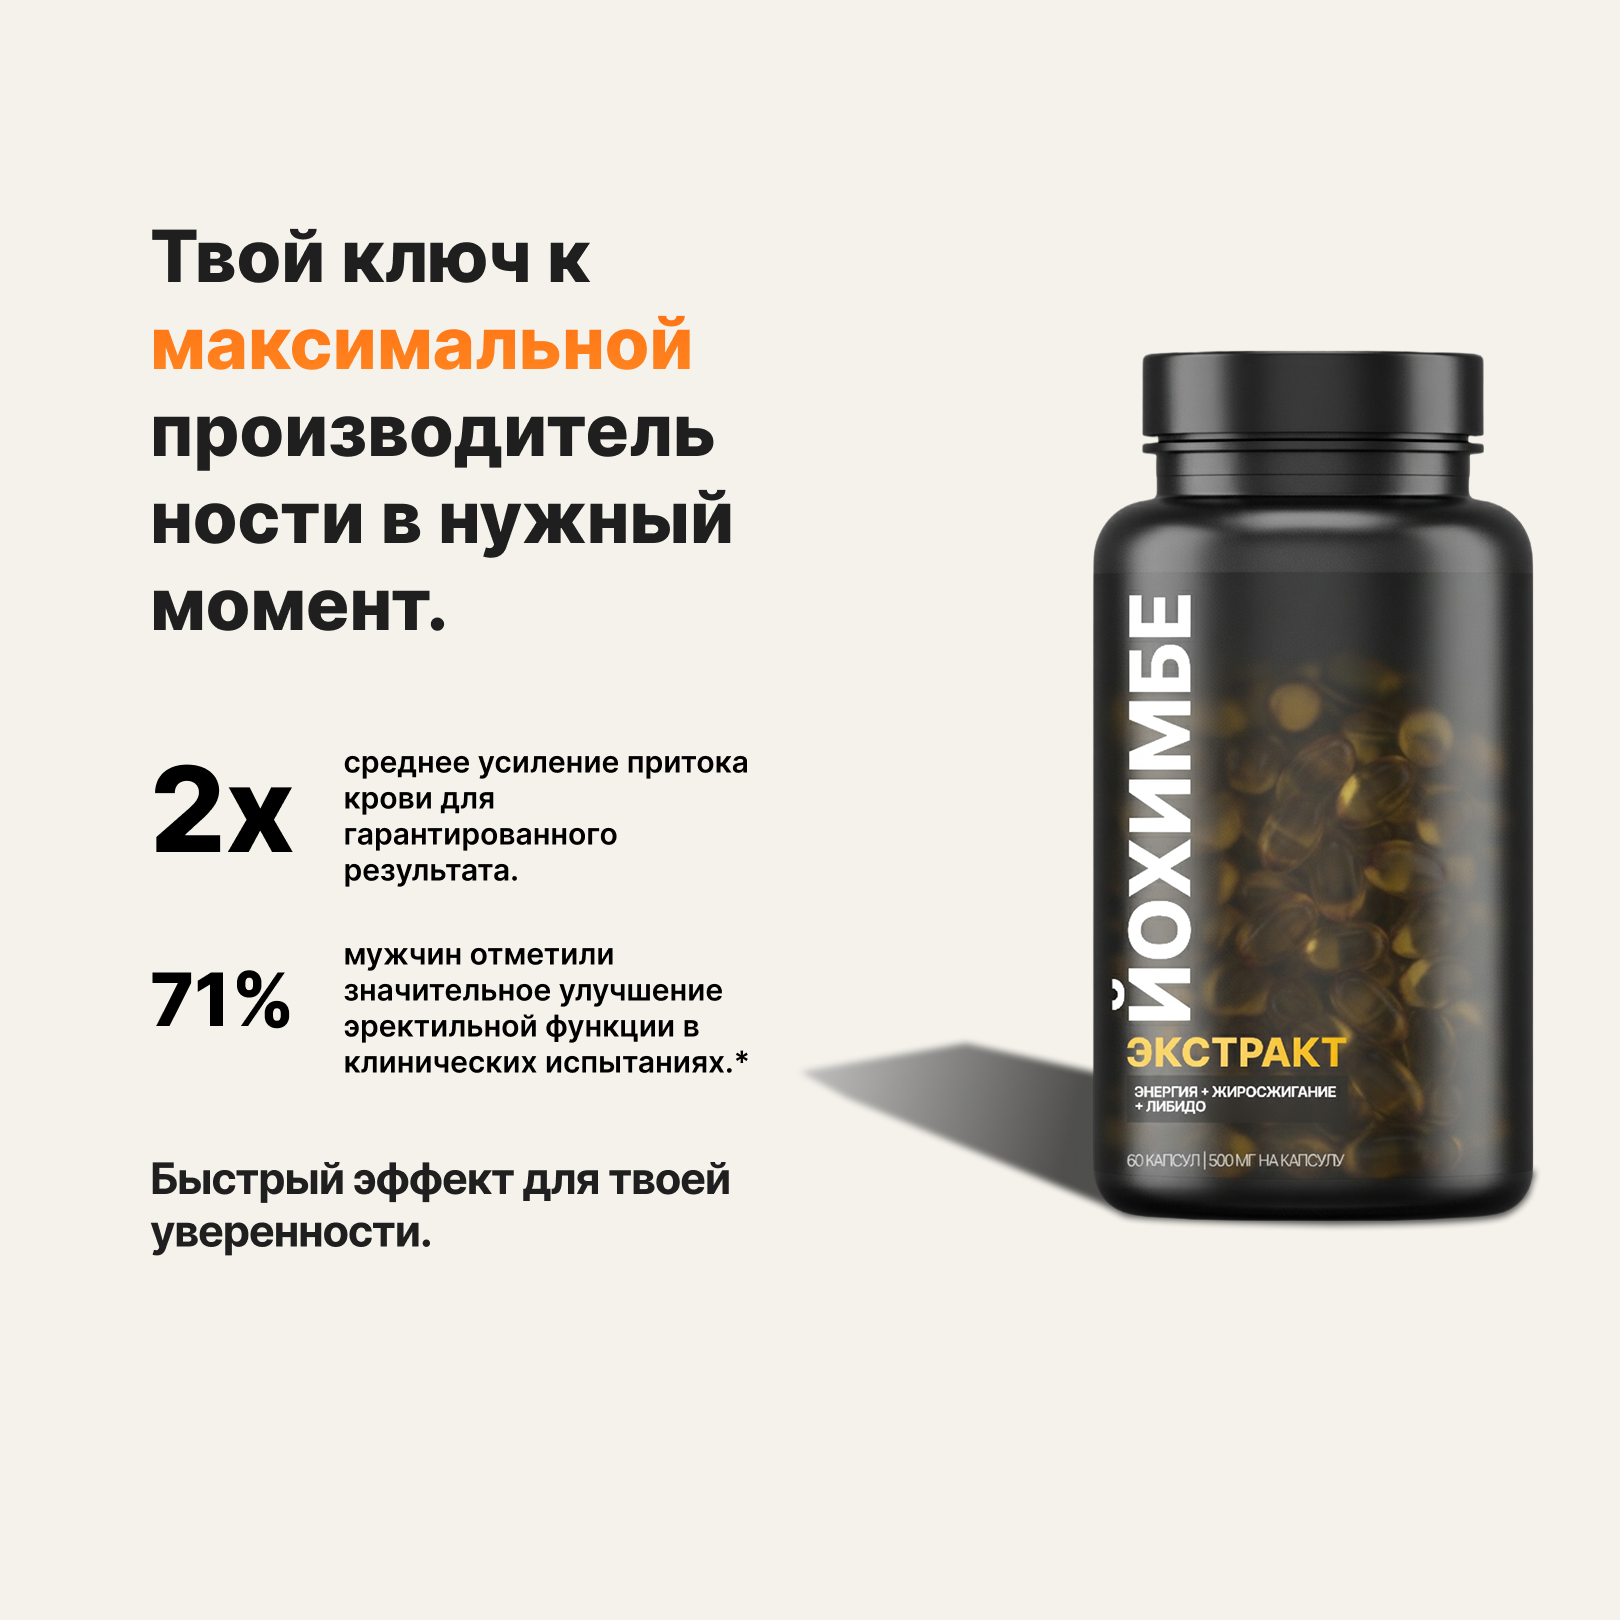 Твой ключ к
максимальной
производитель
ности в нужный
момент.
2х
среднее усиление притока
крови для
гарантированного
результата.
71%
мужчин отметили
значительное улучшение
эректильной функции в
клинических испытаниях.*
Быстрый эффект для твоей
уверенности.
ЙОХИМБЕ
ЭКСТРАКТ
ЭНЕРГИЯ + ЖИРОСЖИГАНИЕ
+ ЛИБИДО
60 КАПСУЛ | 500 МГ НА КАПСУЛУ